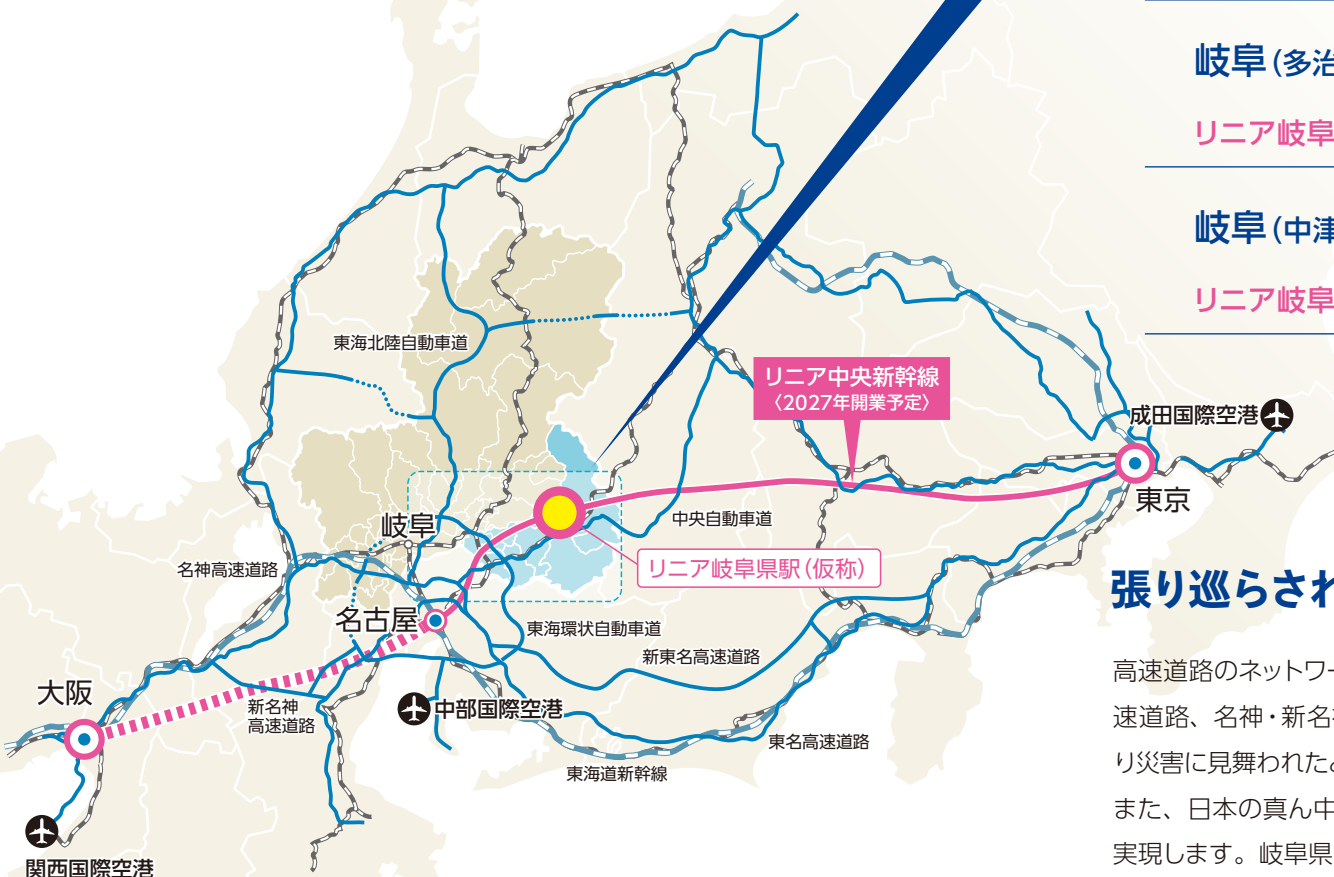 岐阜(多治
リニア岐阜
岐阜(中津
リニア岐阜
東海北陸自動車道
リニア中央新幹線
〈2027年開業予定〉
成田国際空港
東京
岐阜
中央自動車道
名神高速道路
リニア岐阜県駅(仮称)
名古屋
東海環状自動車道
新東名高速道路
大阪
新名神
高速道路
中部国際空港
東名高速道路
東海道新幹線
関西国際空港
張り巡らされ
高速道路のネットワー
速道路、名神・新名
り災害に見舞われた
また、日本の真ん中
実現します。岐阜県